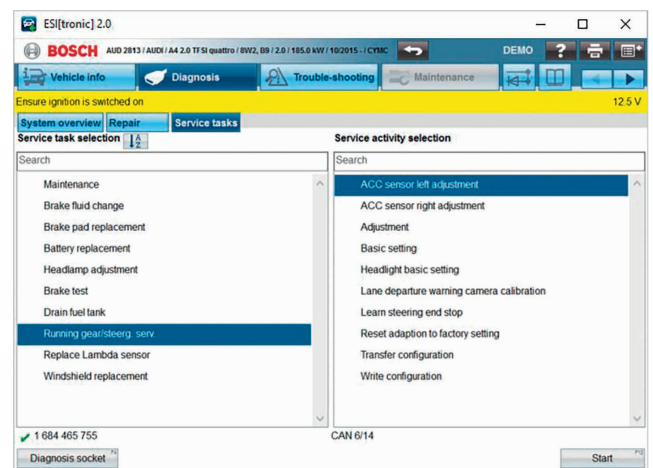 ESI[tronic] 2.0
BOSCH AUD 2813 / AUDI / A4 2.0 TFSI quattro / 8W2, B9 / 2.0 / 185.0 kW / 10/2015 - / CYMC DEMO ?
Vehicle info Diagnosis Trouble-shooting Maintenance
Ensure ignition is switched on 12.5 V
System overview Repair Service tasks
Service task selection A Z Service activity selection
Search Search
Maintenance ACC sensor left adjustment
Brake fluid change ACC sensor right adjustment
Brake pad replacement Adjustment
Battery replacement Basic setting
Headlamp adjustment Headlight basic setting
Brake test Lane departure warning camera calibration
Drain fuel tank Learn steering end stop
Running gear/steerg. serv. Reset adaption to factory setting
Replace Lambda sensor Transfer configuration
Windshield replacement Write configuration
1 684 465 755 CAN 6/14
Diagnosis socket Start